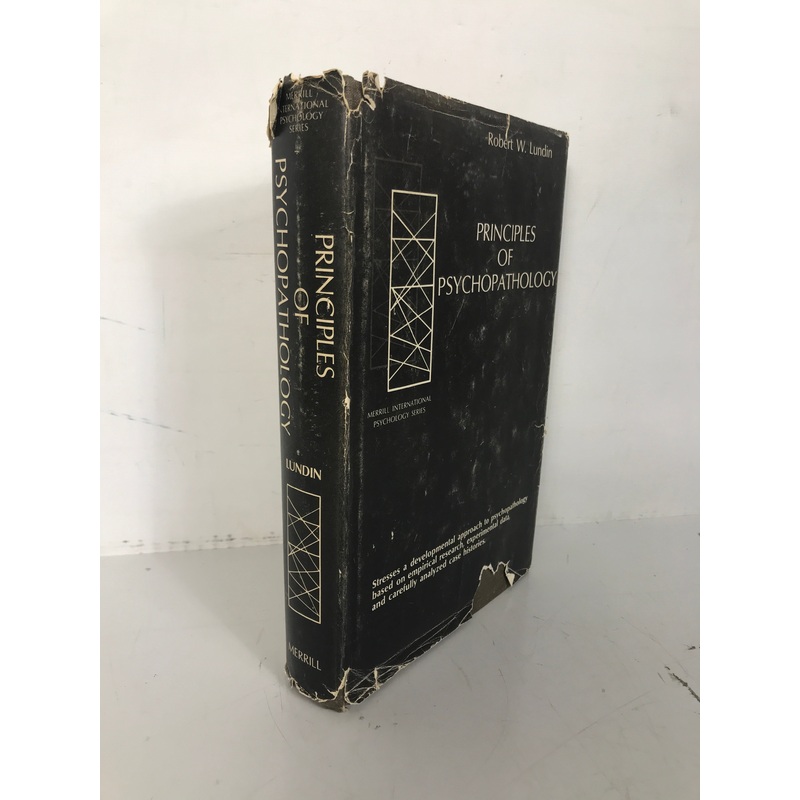 MERRILL
INTERNATIONAL
PSYCHOLOGY
SERIES
PRINCIPLES
OF
PSYCHOPATHOLOGY
LUNDIN
MERRILL
Robert W. Lundin
PRINCIPLES
OF
PSYCHOPATHOLOGY
MERRILL INTERNATIONAL
PSYCHOLOGY SERIES
Stresses a developmental approach to psychopathology
based on empirical research, experimental data,
and carefully analyzed case histories.